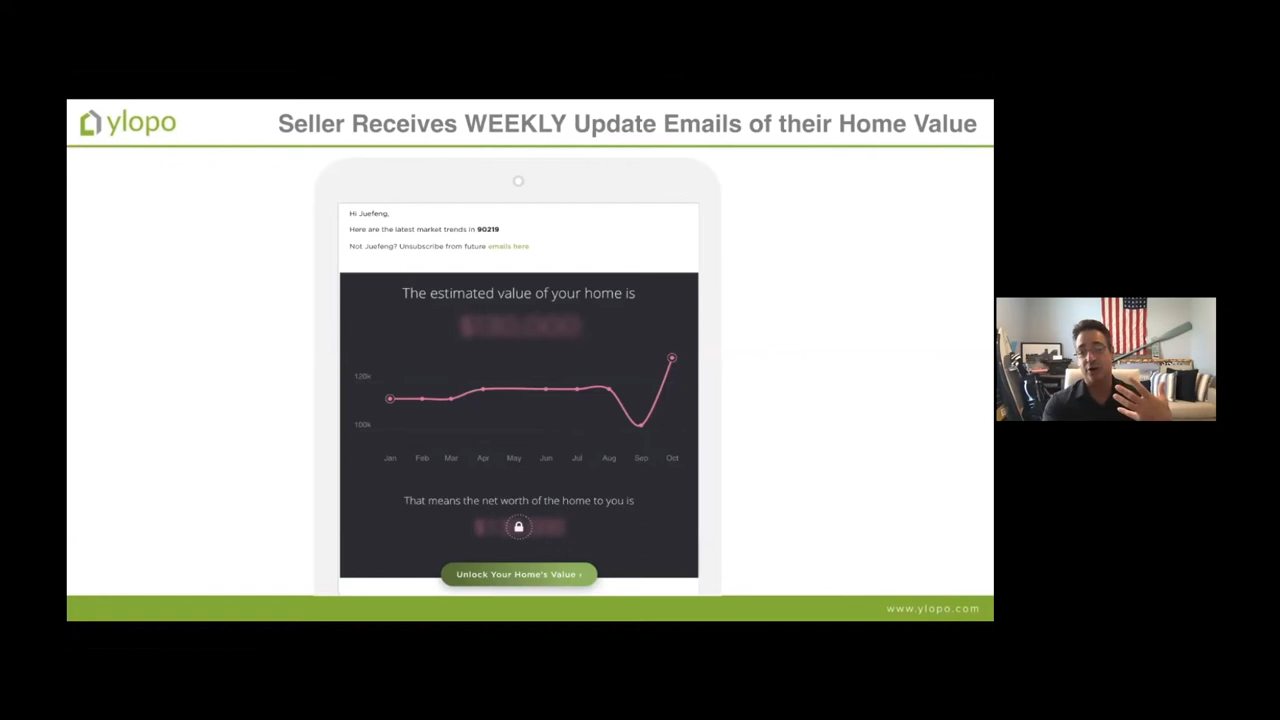 ylopo
Seller Receives WEEKLY Update Emails of their Home Value
Hi Juefeng,
Here are the latest market trends in 90219
Not Juefeng? Unsubscribe from future emails here
The estimated value of your home is
120k
100k
Jan Feb Mar Apr May Jun Jul Aug Sep Oct
That means the net worth of the home to you is
Unlock Your Home's Value ›
www.ylopo.com